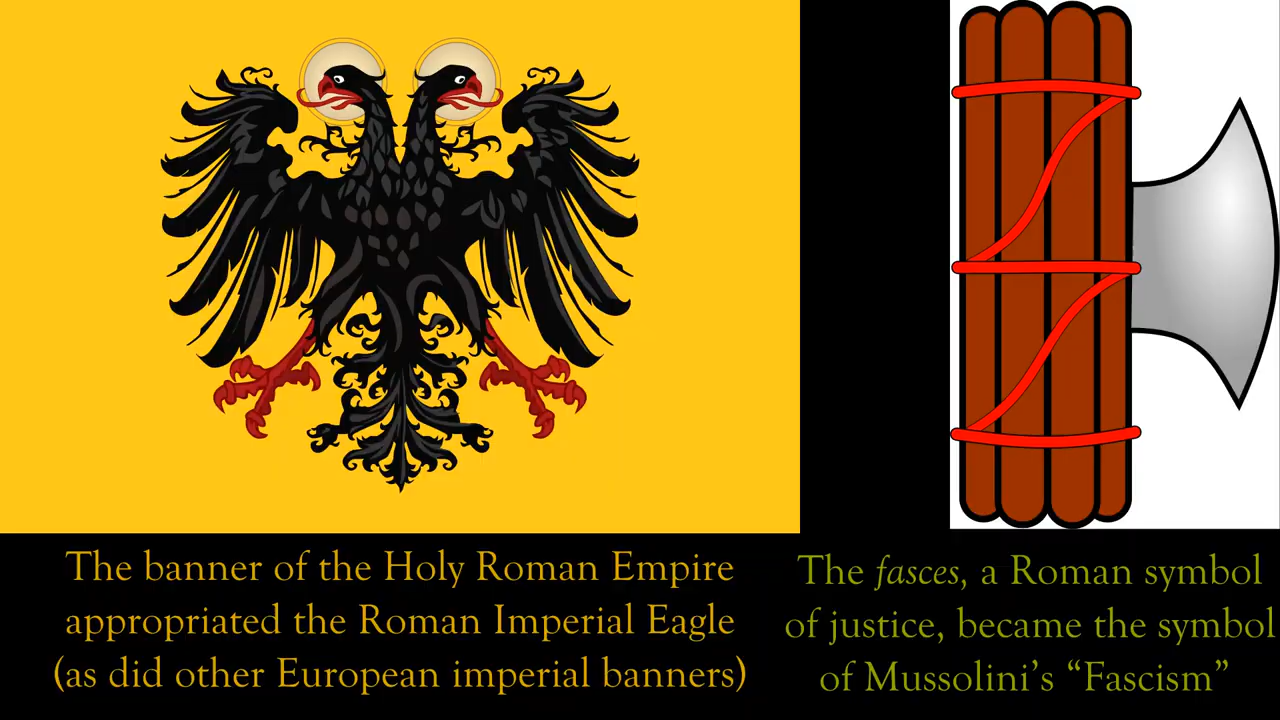 The banner of the Holy Roman Empire
appropriated the Roman Imperial Eagle
(as did other European imperial banners)
The fasces, a Roman symbol
of justice, became the symbol
of Mussolini's “Fascism”